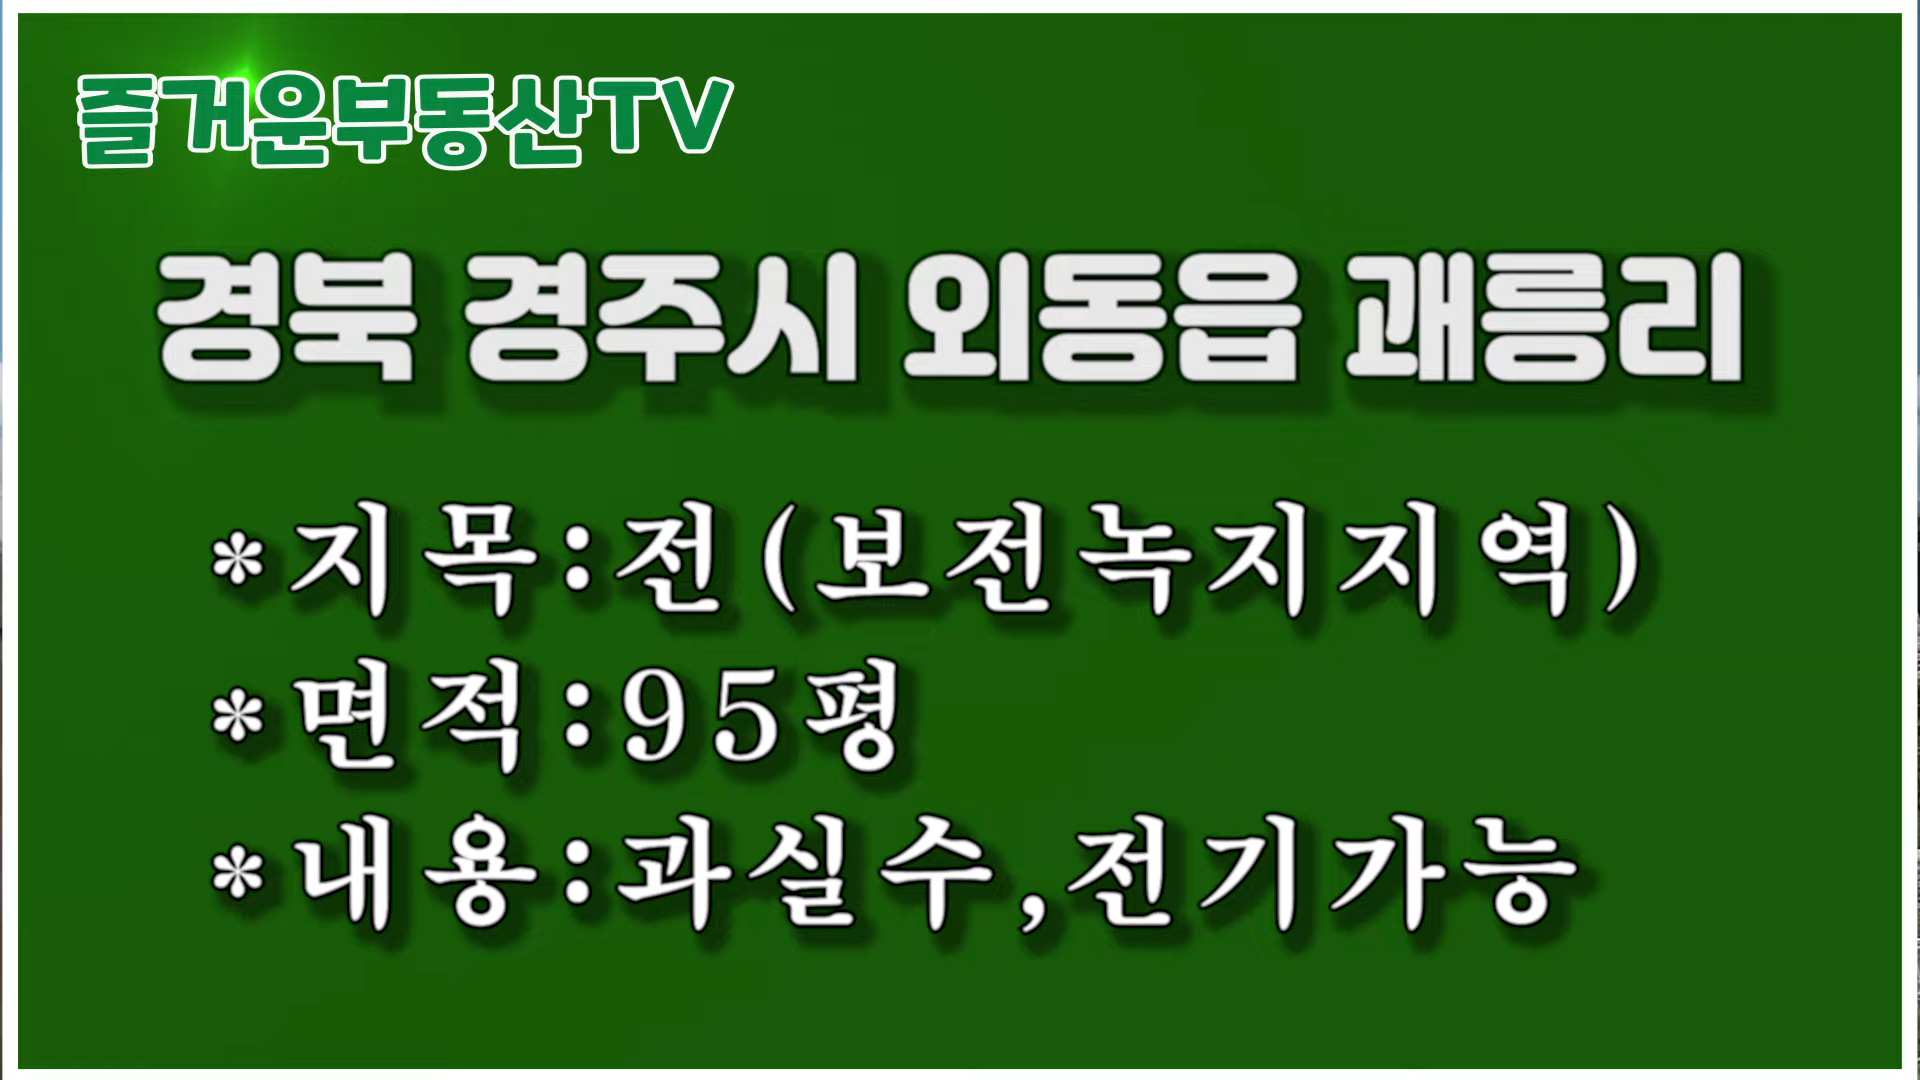 즐거운부동산TV
경북 경주시 외동읍 괘릉리
*지목:전(보전녹지지역)
*면적:95평
*내용:과실수,전기가능